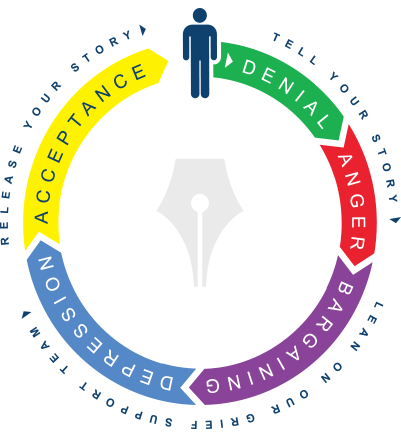 TELL YOUR STORY
DENIAL
ANGER
BARGAINING
LEAN ON OUR GRIEF SUPPORT TEAM
DEPRESSION
ACCEPTANCE
RELEASE YOUR STORY